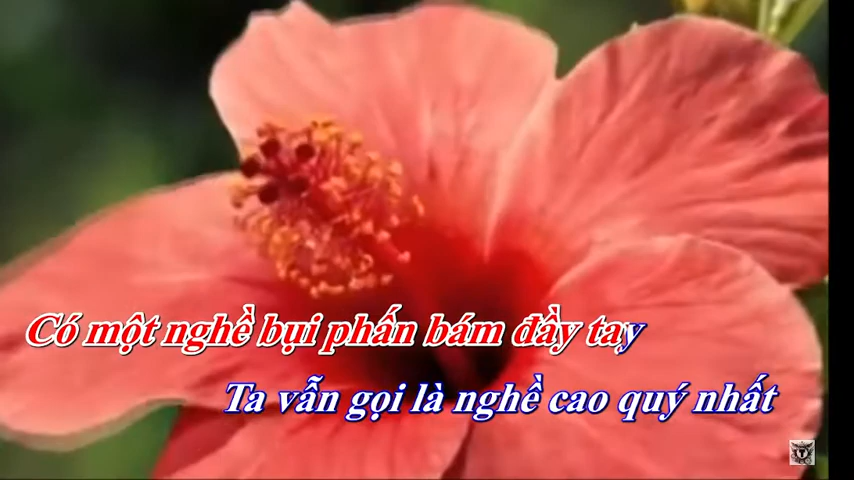 Có một nghề bụi phấn bám đầy tay
Ta vẫn gọi là nghề cao quý nhất